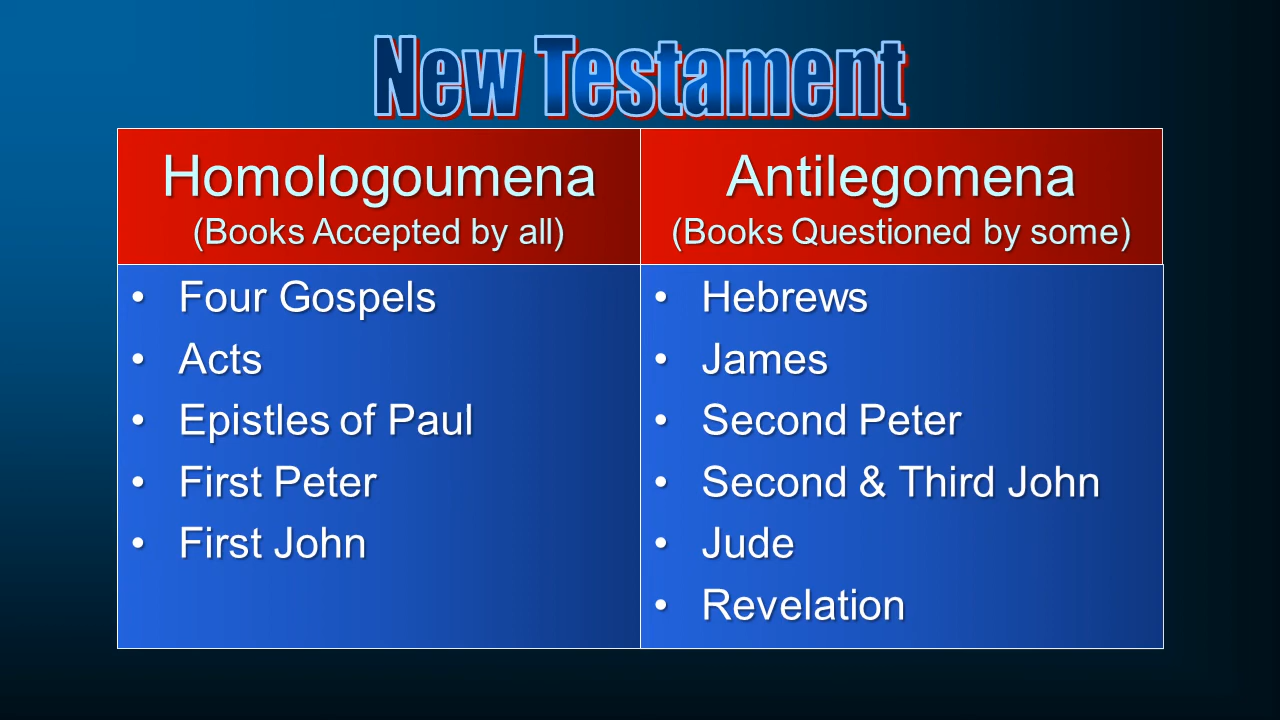 New Testament
Homologoumena
(Books Accepted by all)
• Four Gospels
• Acts
• Epistles of Paul
• First Peter
• First John
Antilegomena
(Books Questioned by some)
• Hebrews
• James
• Second Peter
• Second & Third John
• Jude
• Revelation